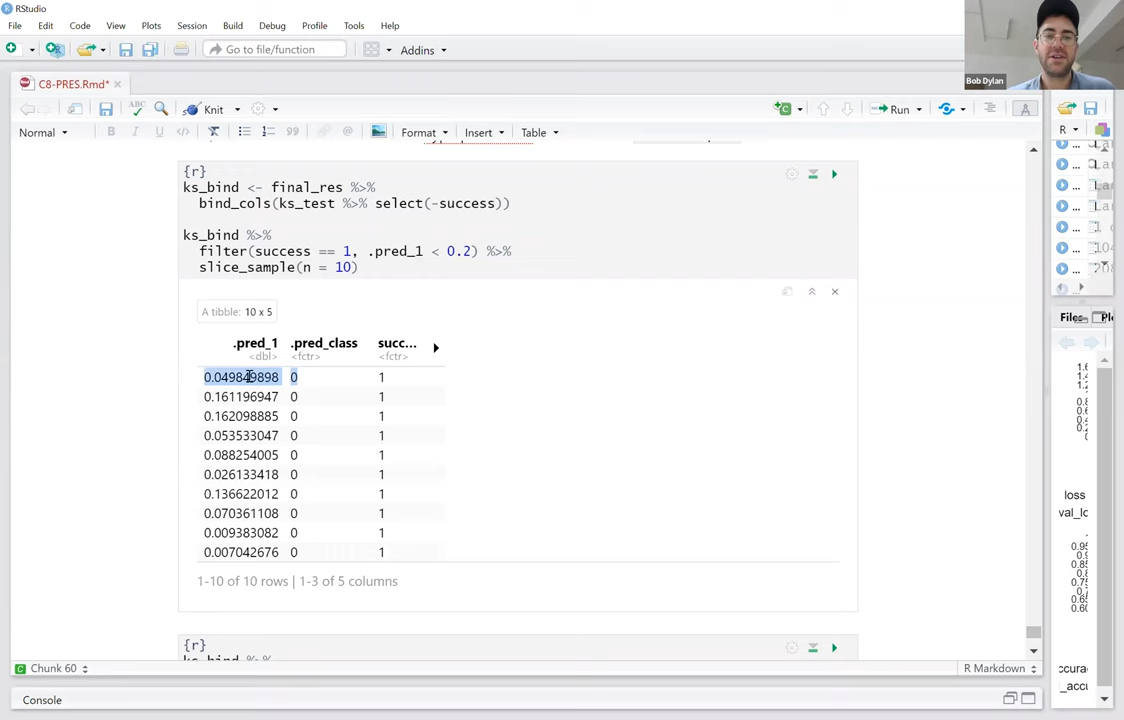 RStudio
File Edit Code View Plots Session Build Debug Profile Tools Help
Go to file/function
Addins
Bob Dylan
C8-PRES.Rmd*
ABC
Knit
Run
Normal
B I U
Format
Insert
Table
R
{r}
ks_bind <- final_res %>%
bind_cols(ks_test %>% select(-success))
ks_bind %>%
filter(success == 1, .pred_1 < 0.2) %>%
slice_sample(n = 10)
A tibble: 10 x 5
.pred_1 .pred_class succ...
<dbl> <fctr> <fctr>
0.049849898 0 1
0.161196947 0 1
0.162098885 0 1
0.053533047 0 1
0.088254005 0 1
0.026133418 0 1
0.136622012 0 1
0.070361108 0 1
0.009383082 0 1
0.007042676 0 1
1-10 of 10 rows | 1-3 of 5 columns
{r}
Chunk 60
R Markdown
Console
Files
loss